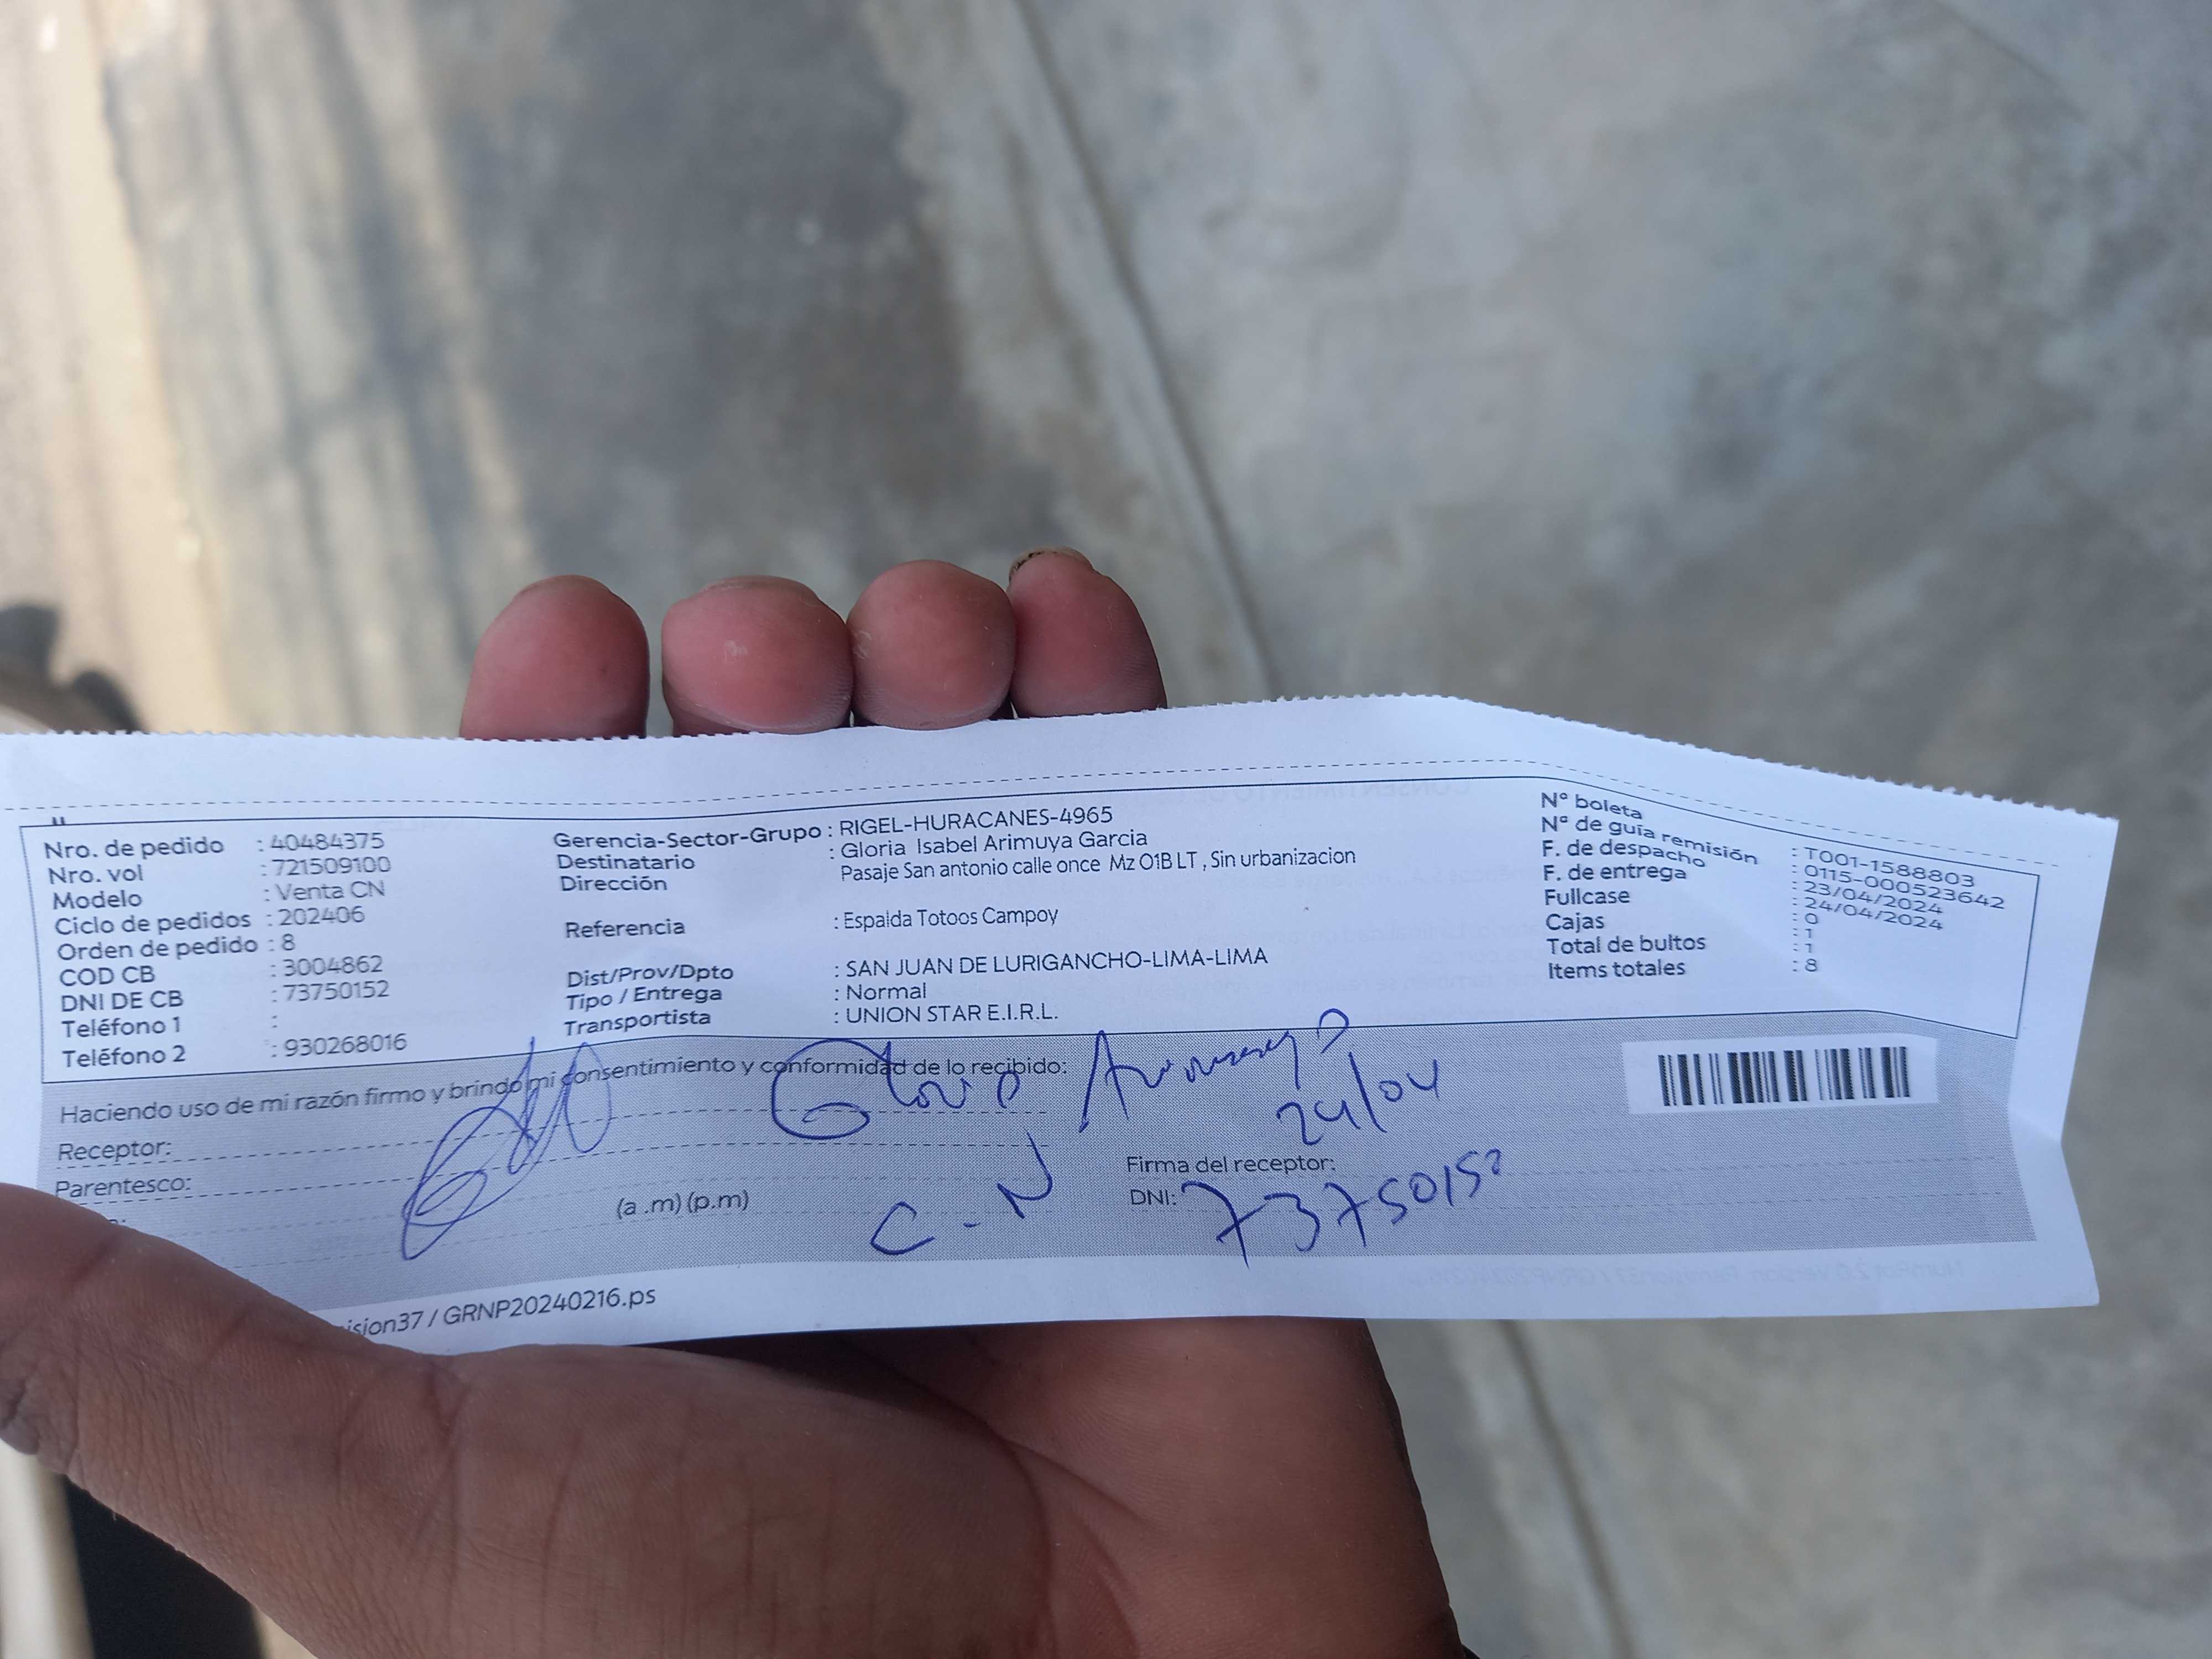 Nro. de pedido : 40484375
Nro. vol : 721509100
Modelo : Venta CN
Ciclo de pedidos : 202406
Orden de pedido : 8
COD CB : 3004862
DNI DE CB : 73750152
Teléfono 1 :
Teléfono 2 : 930268016
Gerencia-Sector-Grupo : RIGEL-HURACANES-4965
Destinatario : Gloria Isabel Arimuya Garcia
Dirección Pasaje San antonio calle once Mz O1B LT , Sin urbanizacion
Referencia : Espalda Totoos Campoy
Dist/Prov/Dpto : SAN JUAN DE LURIGANCHO-LIMA-LIMA
Tipo / Entrega : Normal
Transportista : UNION STAR E.I.R.L.
N° boleta : T001-1588803
N° de guía remisión : 0115-000523642
F. de despacho : 23/04/2024
F. de entrega : 24/04/2024
Fullcase : 0
Cajas : 1
Total de bultos : 1
Items totales : 8
Haciendo uso de mi razón firmo y brindo mi consentimiento y conformidad de lo recibido:
Receptor:
Gloria Arimuya
24/04
Parentesco:
(a .m) (p.m)
C-N
Firma del receptor:
DNI: 73750152
ision37 / GRNP20240216.ps